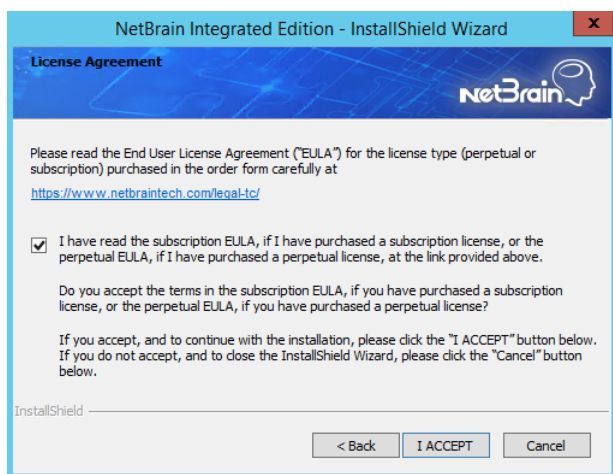 NetBrain Integrated Edition - InstallShield Wizard
x
License Agreement
NetBrain
Please read the End User License Agreement ("EULA") for the license type (perpetual or
subscription) purchased in the order form carefully at
https://www.netbraintech.com/legal-tc/
I have read the subscription EULA, if I have purchased a subscription license, or the
perpetual EULA, if I have purchased a perpetual license, at the link provided above.
Do you accept the terms in the subscription EULA, if you have purchased a subscription
license, or the perpetual EULA, if you have purchased a perpetual license?
If you accept, and to continue with the installation, please click the "I ACCEPT" button below.
If you do not accept, and to close the InstallShield Wizard, please click the "Cancel" button
below.
InstallShield
< Back I ACCEPT Cancel